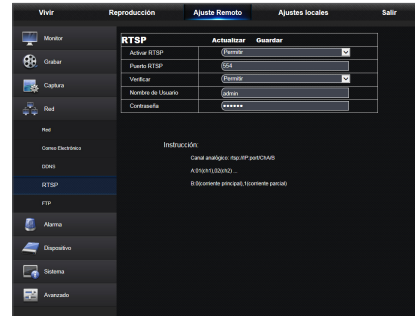 Vivir Reproducción Ajuste Remoto Ajustes locales Salir
Monitor
Grabar
Captura
Red
Red
Correo Electrónico
DDNS
RTSP
FTP
Alarma
Dispositivo
Sistema
Avanzado
RTSP Actualizar Guardar
Activar RTSP Permitir
Puerto RTSP 554
Verificar Permitir
Nombre de Usuario admin
Contraseña ••••••
Instrucción:
Canal analógico: rtsp://IP:port/ChA/B
A:01(ch1),02(ch2) ...
B:0(corriente principal),1(corriente parcial)